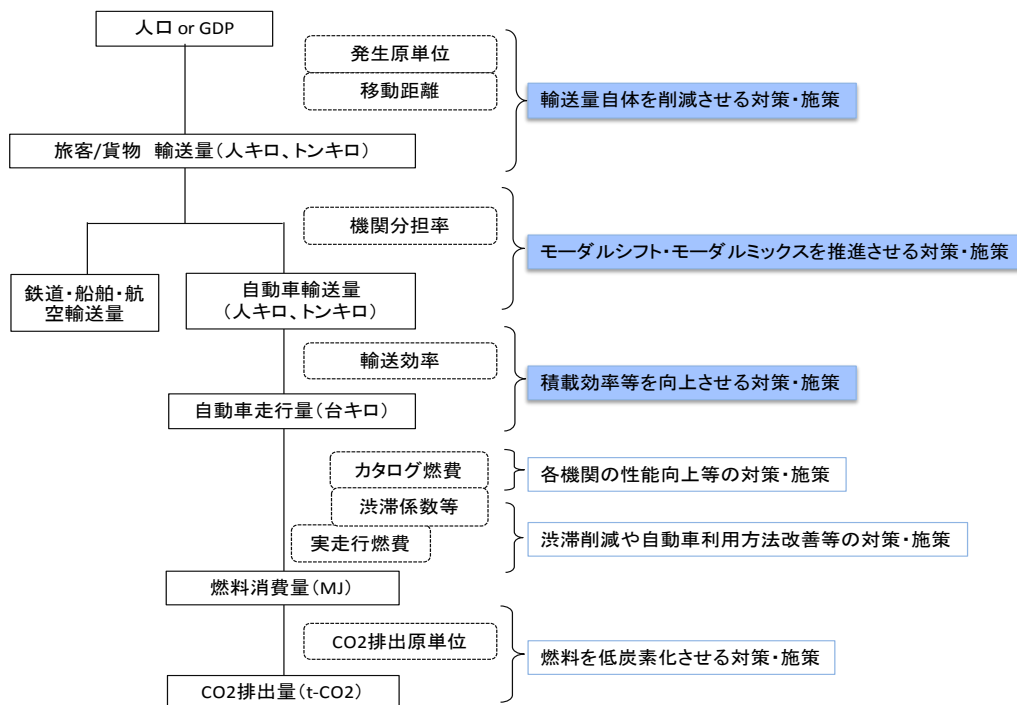 人口 or GDP
発生原単位
移動距離
輸送量自体を削減させる対策・施策
旅客/貨物 輸送量(人キロ、トンキロ)
機関分担率
モーダルシフト・モーダルミックスを推進させる対策・施策
鉄道・船舶・航
空輸送量
自動車輸送量
(人キロ、トンキロ)
輸送効率
積載効率等を向上させる対策・施策
自動車走行量(台キロ)
カタログ燃費
各機関の性能向上等の対策・施策
渋滞係数等
実走行燃費
渋滞削減や自動車利用方法改善等の対策・施策
燃料消費量(MJ)
CO2排出原単位
燃料を低炭素化させる対策・施策
CO2排出量(t-CO2)